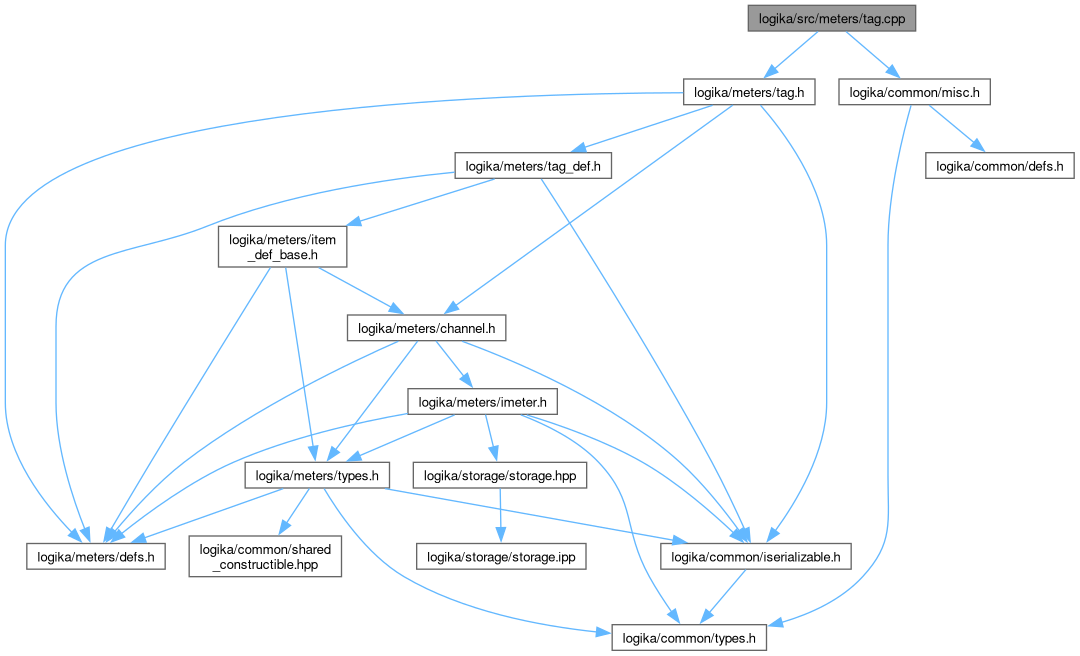 logika/src/meters/tag.cpp
logika/meters/tag.h
logika/common/misc.h
logika/meters/tag_def.h
logika/common/defs.h
logika/meters/item
_def_base.h
logika/meters/channel.h
logika/meters/imeter.h
logika/meters/types.h
logika/storage/storage.hpp
logika/meters/defs.h
logika/common/shared
_constructible.hpp
logika/storage/storage.ipp
logika/common/iserializable.h
logika/common/types.h